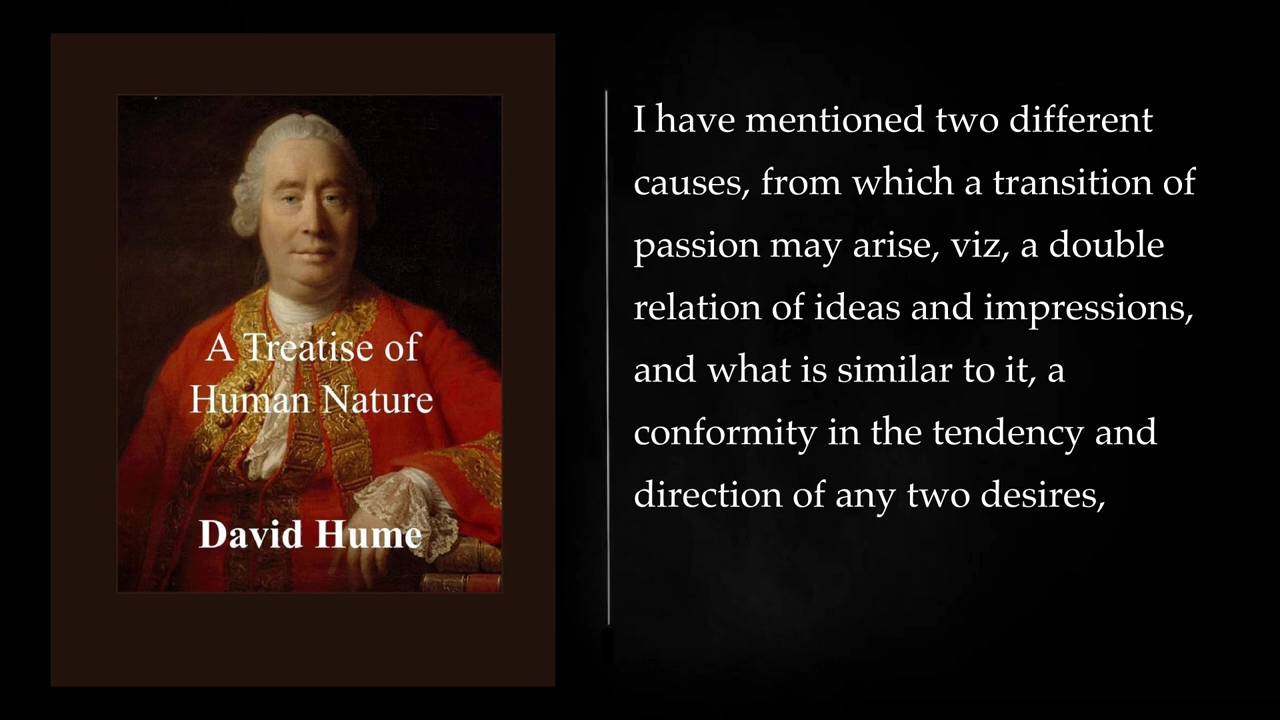 A Treatise of
Human Nature
David Hume
I have mentioned two different
causes, from which a transition of
passion may arise, viz, a double
relation of ideas and impressions,
and what is similar to it, a
conformity in the tendency and
direction of any two desires,